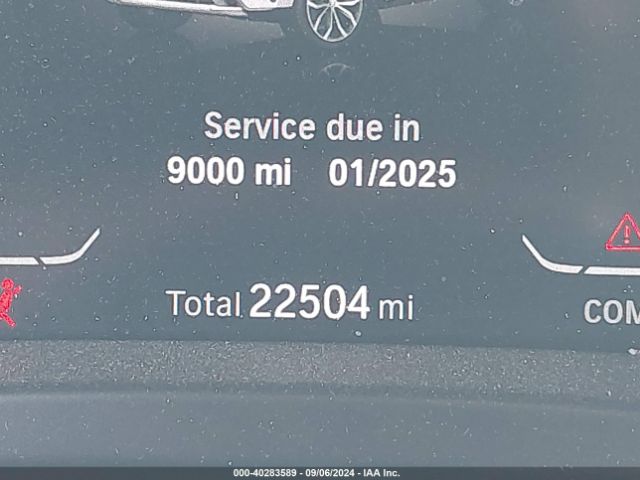 Service due in
9000 mi 01/2025
Total 22504 mi
COM
000-40283589 - 09/06/2024 - IAA Inc.